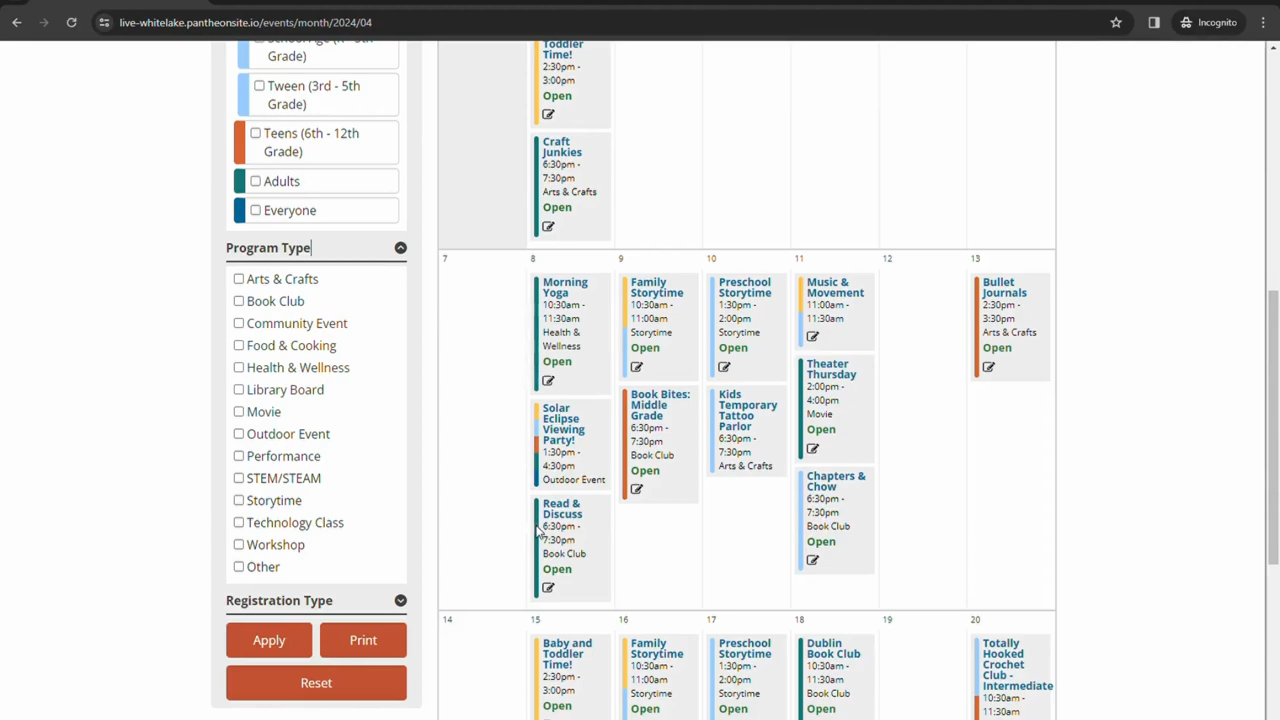 live-whitelake.pantheonsite.io/events/month/2024/04
Incognito
Grade)
Tween (3rd - 5th
Grade)
Teens (6th - 12th
Grade)
Adults
Everyone
Program Type
Arts & Crafts
Book Club
Community Event
Food & Cooking
Health & Wellness
Library Board
Movie
Outdoor Event
Performance
STEM/STEAM
Storytime
Technology Class
Workshop
Other
Registration Type
Apply
Print
Reset
Toddler
Time!
2:30pm -
3:00pm
Open
Craft
Junkies
6:30pm -
7:30pm
Arts & Crafts
Open
7
8
9
10
11
12
13
Morning
Yoga
10:30am -
11:30am
Health &
Wellness
Open
Solar
Eclipse
Viewing
Party!
1:30pm -
4:30pm
Outdoor Event
Read &
Discuss
6:30pm -
7:30pm
Book Club
Open
Family
Storytime
10:30am -
11:00am
Storytime
Open
Book Bites:
Middle
Grade
6:30pm -
7:30pm
Book Club
Open
Preschool
Storytime
1:30pm -
2:00pm
Storytime
Open
Kids
Temporary
Tattoo
Parlor
6:30pm -
7:30pm
Arts & Crafts
Music &
Movement
11:00am -
11:30am
Open
Theater
Thursday
2:00pm -
4:00pm
Movie
Open
Chapters &
Chow
6:30pm -
7:30pm
Book Club
Open
Bullet
Journals
2:30pm -
3:30pm
Arts & Crafts
Open
14
15
16
17
18
19
20
Baby and
Toddler
Time!
2:30pm -
3:00pm
Open
Family
Storytime
10:30am -
11:00am
Storytime
Open
Preschool
Storytime
1:30pm -
2:00pm
Storytime
Open
Dublin
Book Club
10:30am -
11:30am
Book Club
Open
Totally
Hooked
Crochet
Club -
Intermediate
10:30am -
11:30am